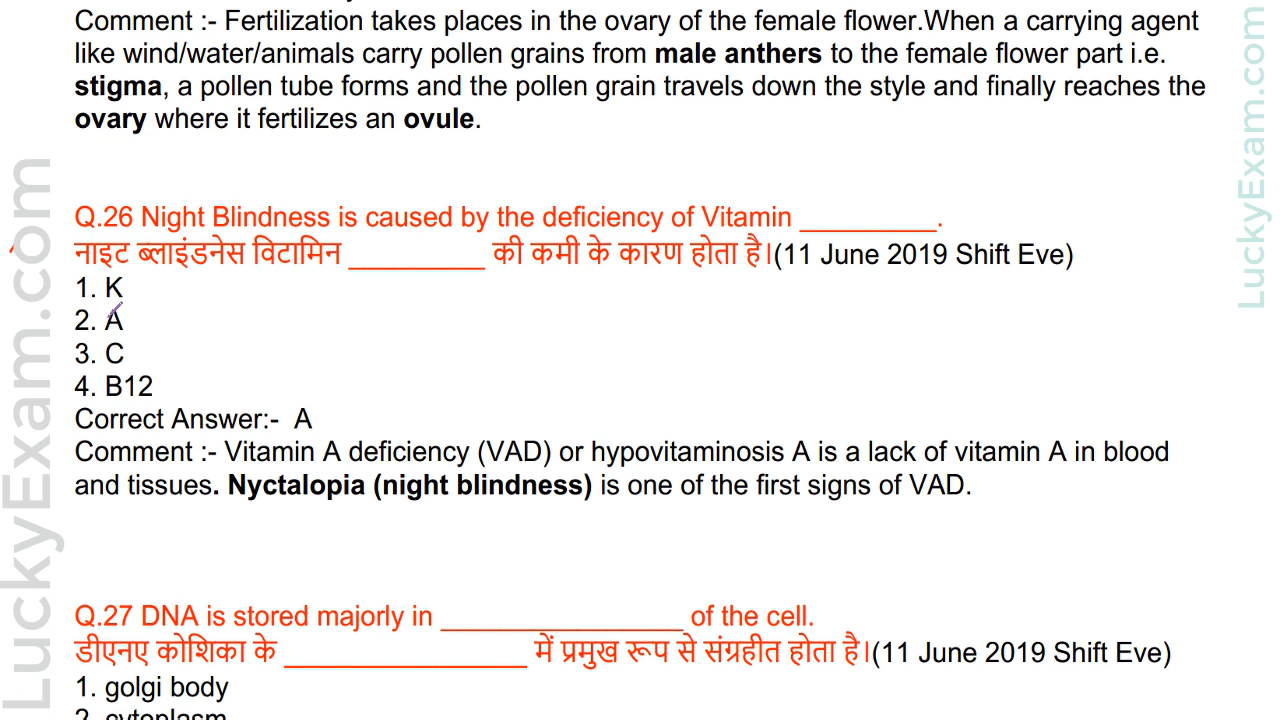 Comment :- Fertilization takes places in the ovary of the female flower.When a carrying agent
like wind/water/animals carry pollen grains from male anthers to the female flower part i.e.
stigma, a pollen tube forms and the pollen grain travels down the style and finally reaches the
ovary where it fertilizes an ovule.
Q.26 Night Blindness is caused by the deficiency of Vitamin _________.
नाइट ब्लाइंडनेस विटामिन _________ की कमी के कारण होता है।(11 June 2019 Shift Eve)
1. K
2. A
3. C
4. B12
Correct Answer:- A
Comment :- Vitamin A deficiency (VAD) or hypovitaminosis A is a lack of vitamin A in blood
and tissues. Nyctalopia (night blindness) is one of the first signs of VAD.
Q.27 DNA is stored majorly in ________________ of the cell.
डीएनए कोशिका के ________________ में प्रमुख रूप से संग्रहीत होता है।(11 June 2019 Shift Eve)
1. golgi body
2. cytoplasm
LuckyExam.com
LuckyExam.com